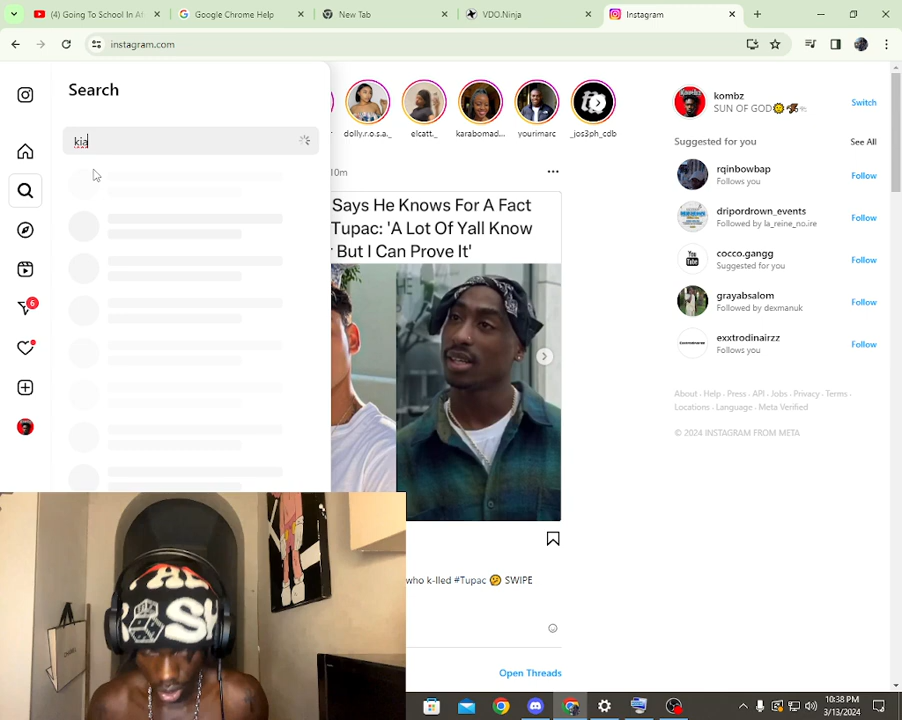 (4) Going To School In Af
Google Chrome Help
New Tab
VDO.Ninja
Instagram
instagram.com
Search
kia
dolly.r.o.s.a._
elcatt._
karabomad...
yourimarc
_jos3ph_cdb
10m
Says He Knows For A Fact
Tupac: 'A Lot Of Yall Know
But I Can Prove It'
kombz
SUN OF GOD
Switch
Suggested for you
See All
rqinbowbap
Follows you
Follow
dripordrown_events
Followed by la_reine_no.ire
Follow
cocco.gangg
Suggested for you
Follow
grayabsalom
Followed by dexmanuk
Follow
exxtrodinairzz
Follows you
Follow
About · Help · Press · API · Jobs · Privacy · Terms ·
Locations · Language · Meta Verified
© 2024 INSTAGRAM FROM META
6
who k-lled #Tupac 🫤 SWIPE
Open Threads
CHANEL
10:38 PM
3/13/2024